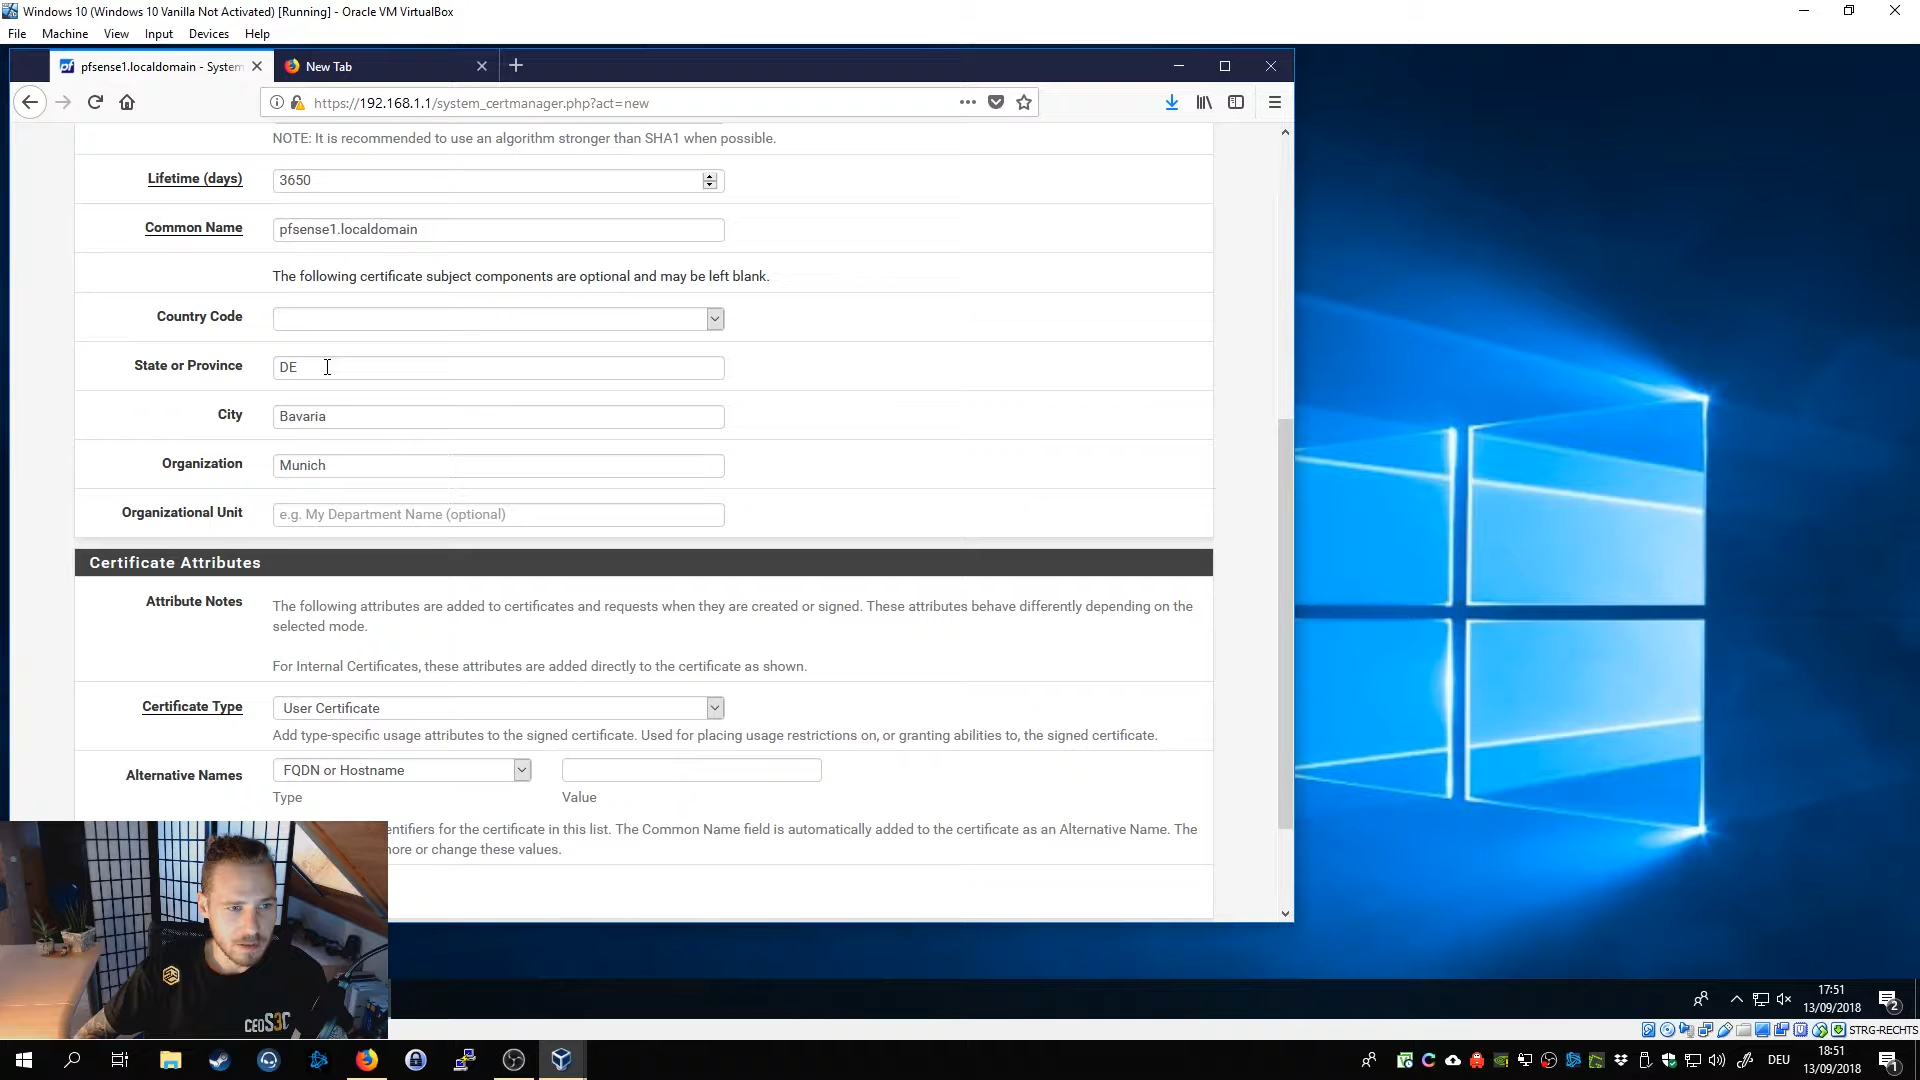 Windows 10 (Windows 10 Vanilla Not Activated) [Running] - Oracle VM VirtualBox
File Machine View Input Devices Help
pfsense1.localdomain - System
New Tab
https://192.168.1.1/system_certmanager.php?act=new
NOTE: It is recommended to use an algorithm stronger than SHA1 when possible.
Lifetime (days)
3650
Common Name
pfsense1.localdomain
The following certificate subject components are optional and may be left blank.
Country Code
State or Province
DE
City
Bavaria
Organization
Munich
Organizational Unit
e.g. My Department Name (optional)
Certificate Attributes
Attribute Notes
The following attributes are added to certificates and requests when they are created or signed. These attributes behave differently depending on the
selected mode.
For Internal Certificates, these attributes are added directly to the certificate as shown.
Certificate Type
User Certificate
Add type-specific usage attributes to the signed certificate. Used for placing usage restrictions on, or granting abilities to, the signed certificate.
Alternative Names
FQDN or Hostname
Type
Value
for the certificate in this list. The Common Name field is automatically added to the certificate as an Alternative Name. The
or change these values.
CEOS3C
17:51
13/09/2018
2
STRG-RECHTS
DEU
18:51
13/09/2018
1